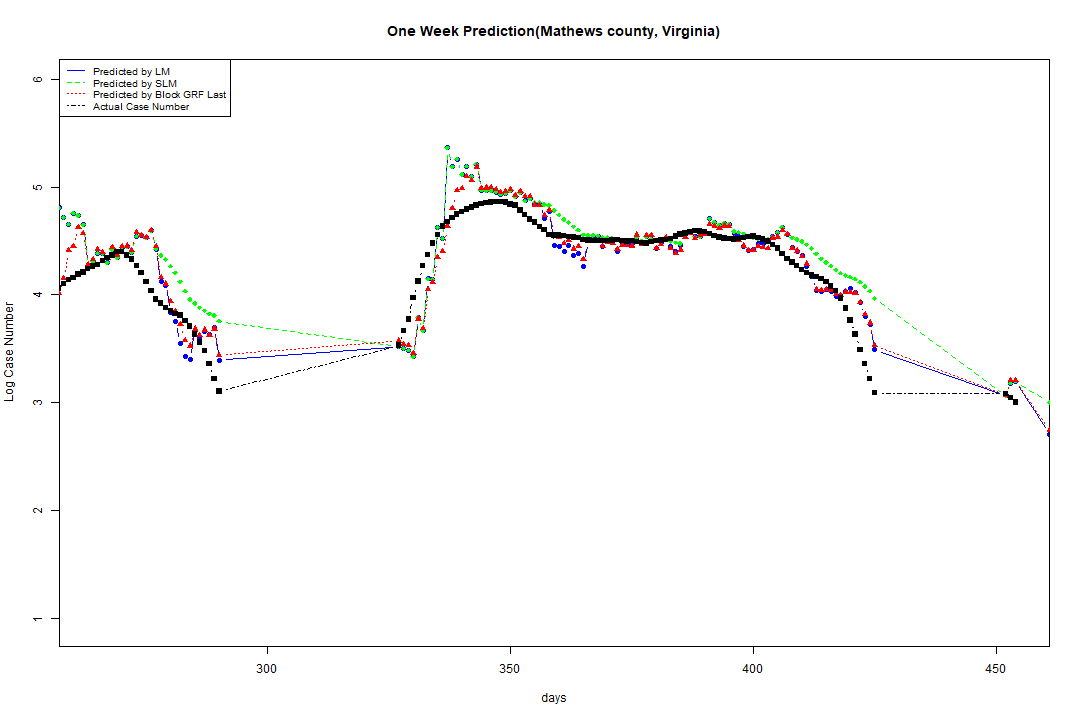 One Week Prediction(Mathews county, Virginia)
Predicted by LM
Predicted by SLM
Predicted by Block GRF Last
Actual Case Number
6
5
4
3
2
1
Log Case Number
300 350 400 450
days